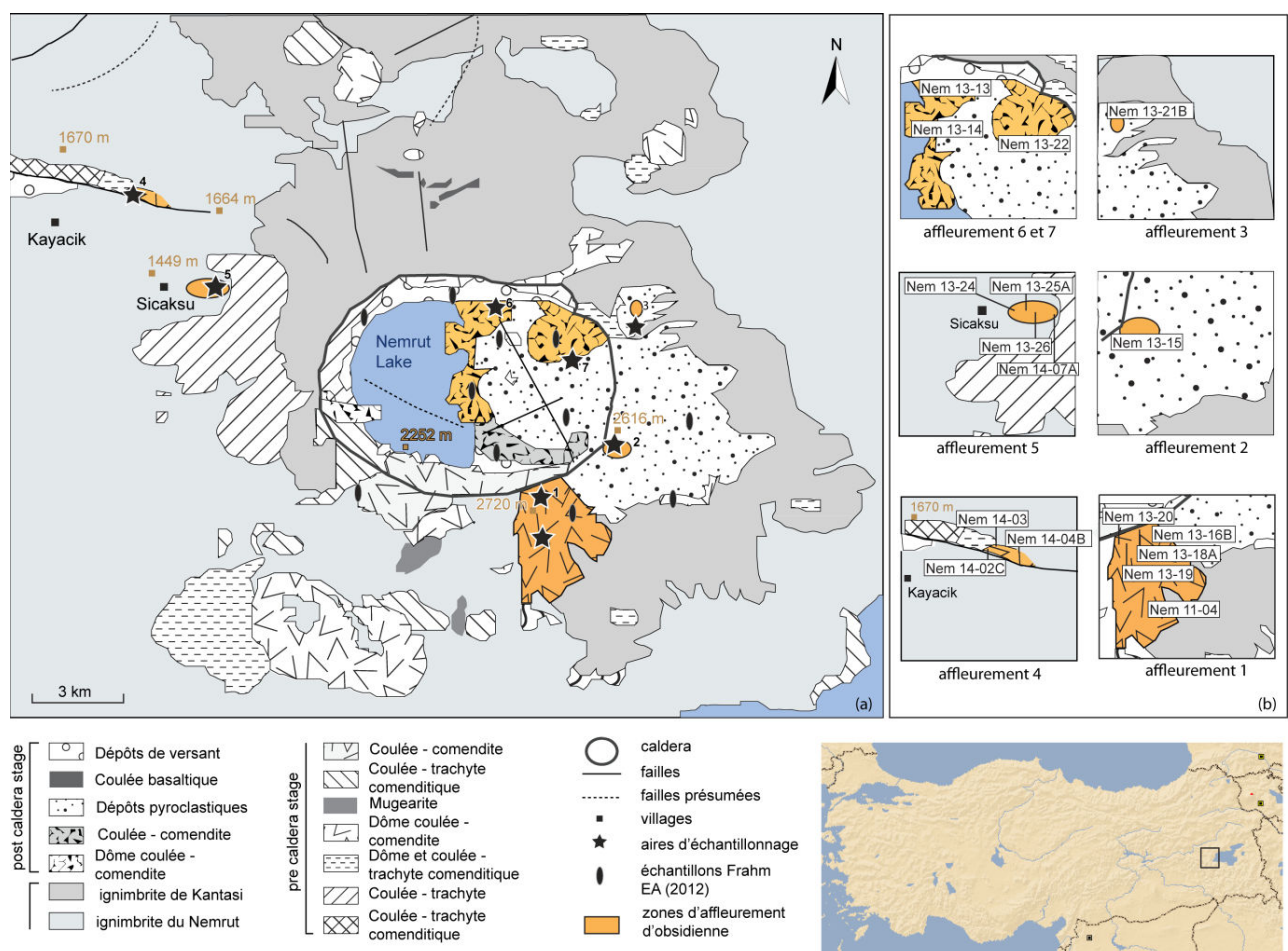 N
1670 m
4
1664 m
Kayacik
1449 m
5
Sicaksu
6
3
Nemrut
Lake
7
2616 m
2252 m
2
2720 m
1
3 km
(a)
Nem 13-13
Nem 13-14
Nem 13-22
affleurement 6 et 7
Nem 13-21B
affleurement 3
Nem 13-24
Nem 13-25A
Sicaksu
Nem 13-26
Nem 14-07A
affleurement 5
Nem 13-15
affleurement 2
1670 m
Nem 14-03
Nem 14-04B
Nem 14-02C
Kayacik
affleurement 4
Nem 13-20
Nem 13-16B
Nem 13-18A
Nem 13-19
Nem 11-04
affleurement 1
(b)
post caldera stage
Dépôts de versant
Coulée basaltique
Dépôts pyroclastiques
Coulée - comendite
Dôme coulée -
comendite
ignimbrite de Kantasi
ignimbrite du Nemrut
pre caldera stage
Coulée - comendite
Coulée - trachyte
comenditique
Mugearite
Dôme coulée -
comendite
Dôme et coulée -
trachyte comenditique
Coulée - trachyte
Coulée - trachyte
comenditique
caldera
failles
failles présumées
villages
aires d'échantillonnage
échantillons Frahm
EA (2012)
zones d'affleurement
d'obsidienne